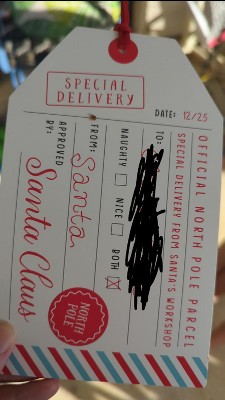 SPECIAL
DELIVERY
DATE: 12/25
OFFICIAL NORTH POLE PARCEL
SPECIAL DELIVERY FROM SANTA'S WORKSHOP
TO:
NAUGHTY NICE BOTH
FROM: Santa
APPROVED
BY: Santa Claus
NORTH
POLE